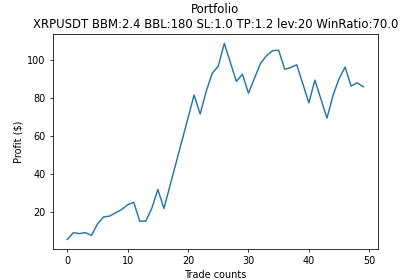 Portfolio
XRPUSDT BBM:2.4 BBL:180 SL:1.0 TP:1.2 lev:20 WinRatio:70.0
100
80
60
40
20
Profit ($)
0
10
20
30
40
50
Trade counts